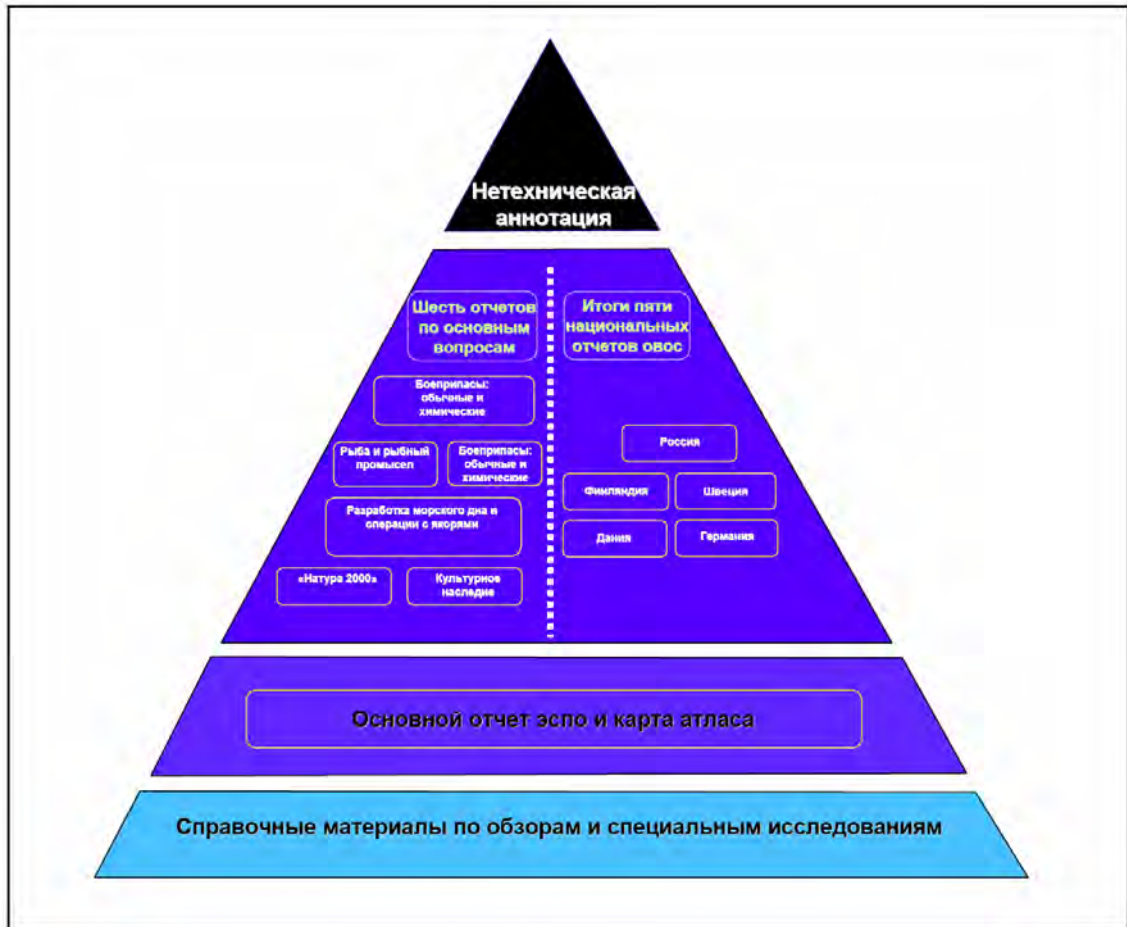 Нетехническая
аннотация
Шесть отчетов
по основным
вопросам
Итоги пяти
национальных
отчетов овос
Боеприпасы:
обычные и
химические
Рыба и рыбный
промысел
Боеприпасы:
обычные и
химические
Разработка морского дна и
операции с якорями
«Натура 2000»
Культурное
наследие
Россия
Финляндия
Швеция
Дания
Германия
Основной отчет эспо и карта атласа
Справочные материалы по обзорам и специальным исследованиям